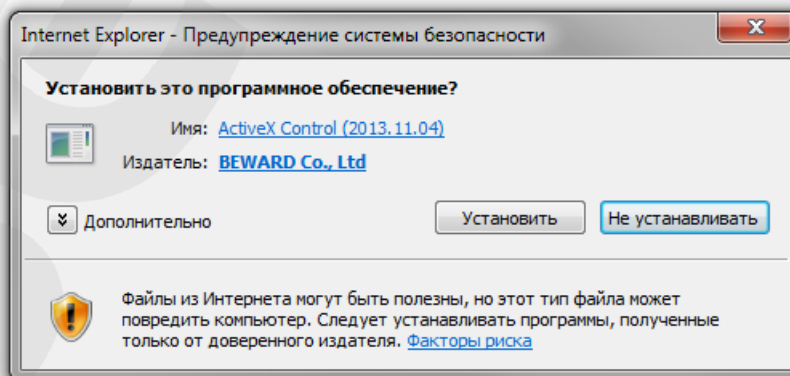 Internet Explorer - Предупреждение системы безопасности
Установить это программное обеспечение?
Имя: ActiveX Control (2013.11.04)
Издатель: BEWARD Co., Ltd
Дополнительно
Установить
Не устанавливать
Файлы из Интернета могут быть полезны, но этот тип файла может
повредить компьютер. Следует устанавливать программы, полученные
только от доверенного издателя. Факторы риска